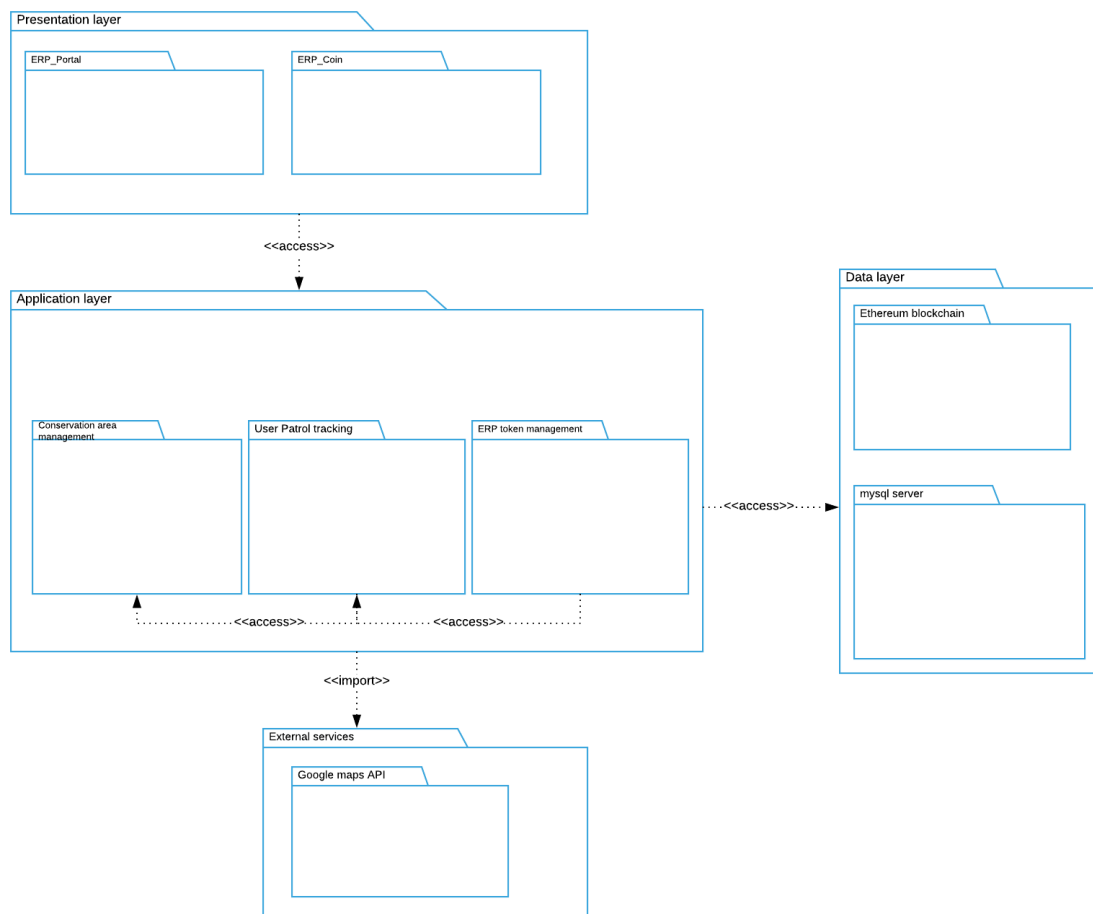 Presentation layer
ERP_Portal
ERP_Coin
<<access>>
Application layer
Data layer
Ethereum blockchain
Conservation area
management
User Patrol tracking
ERP token management
mysql server
<<access>>
<<access>>
<<access>>
<<import>>
External services
Google maps API